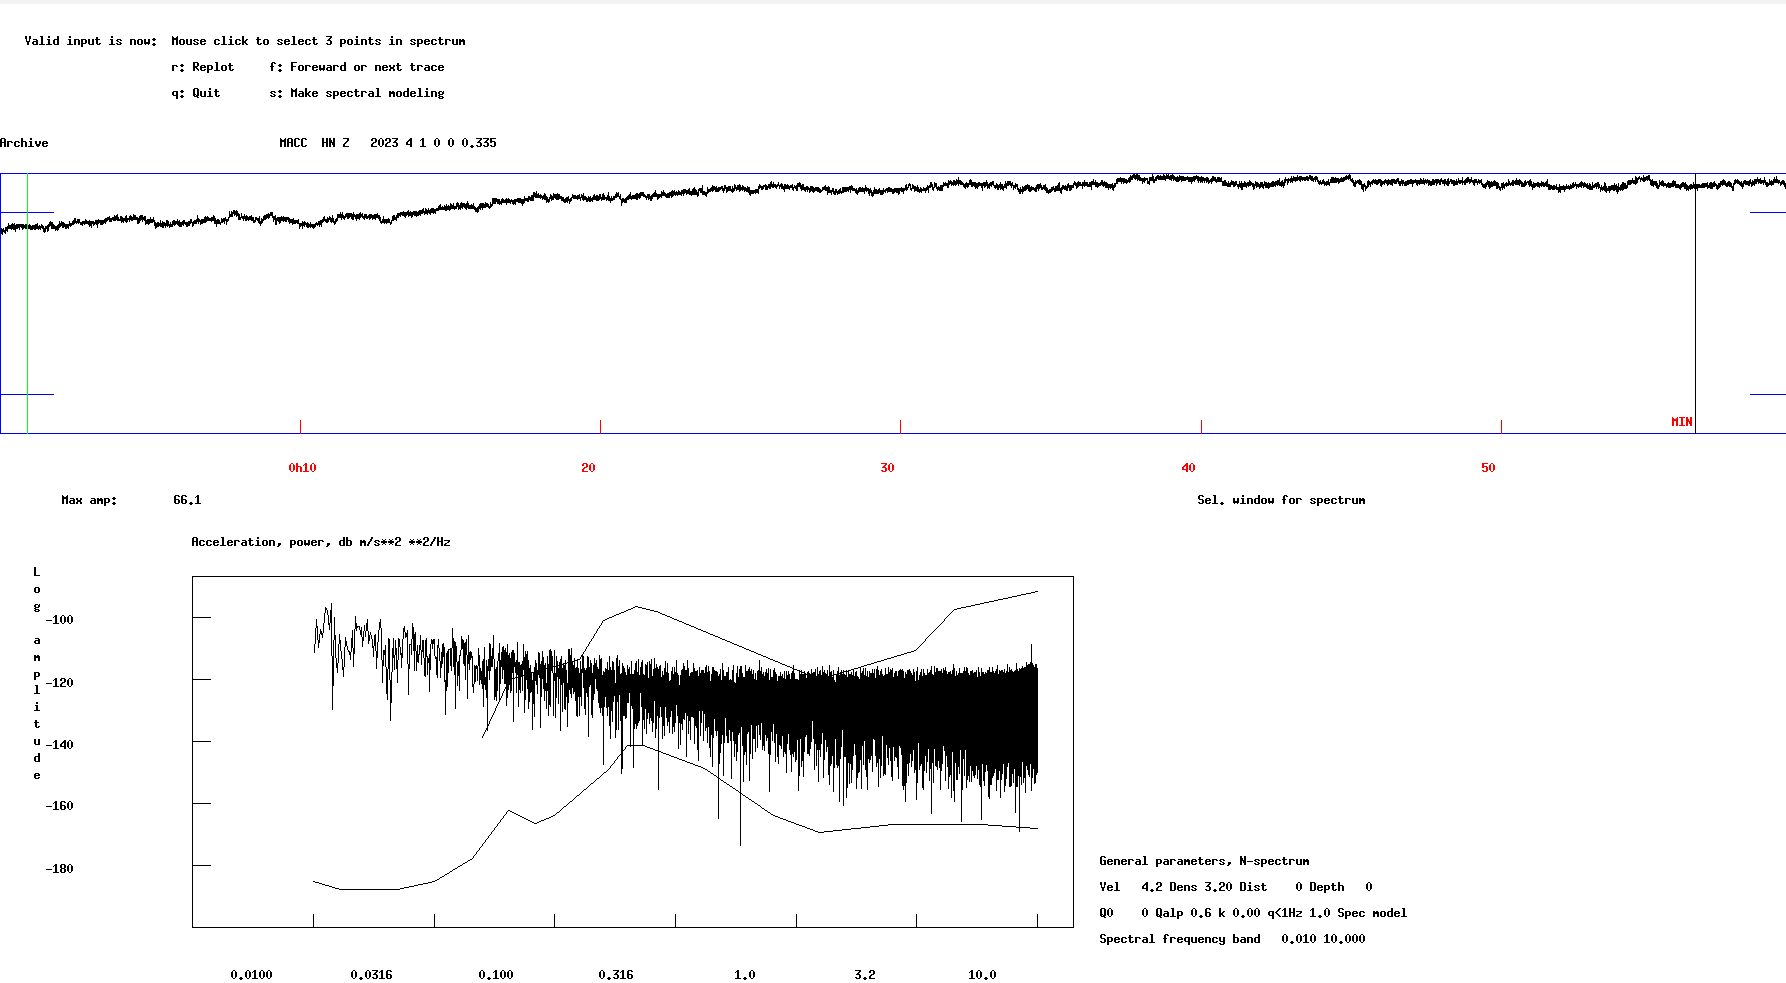 Valid input is now:  Mouse click to select 3 points in spectrum
r: Replot     f: Foreward or next trace
q: Quit       s: Make spectral modeling
Archive                                 MACC  HN Z   2023 4 1 0 0 0.335
MIN
0h10 20 30 40 50
Max amp:        66.1
Sel. window for spectrum
Acceleration, power, db m/s**2 **2/Hz
Log amplitude
-100
-120
-140
-160
-180
0.0100 0.0316 0.100 0.316 1.0 3.2 10.0
General parameters, N-spectrum
Vel   4.2 Dens 3.20 Dist    0 Depth   0
Q0    0 Qalp 0.6 k 0.00 q<1Hz 1.0 Spec model
Spectral frequency band   0.010 10.000